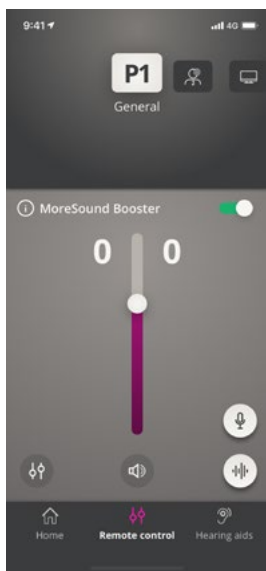 9:41 4G
P1
General
MoreSound Booster
0 0
Home Remote control Hearing aids